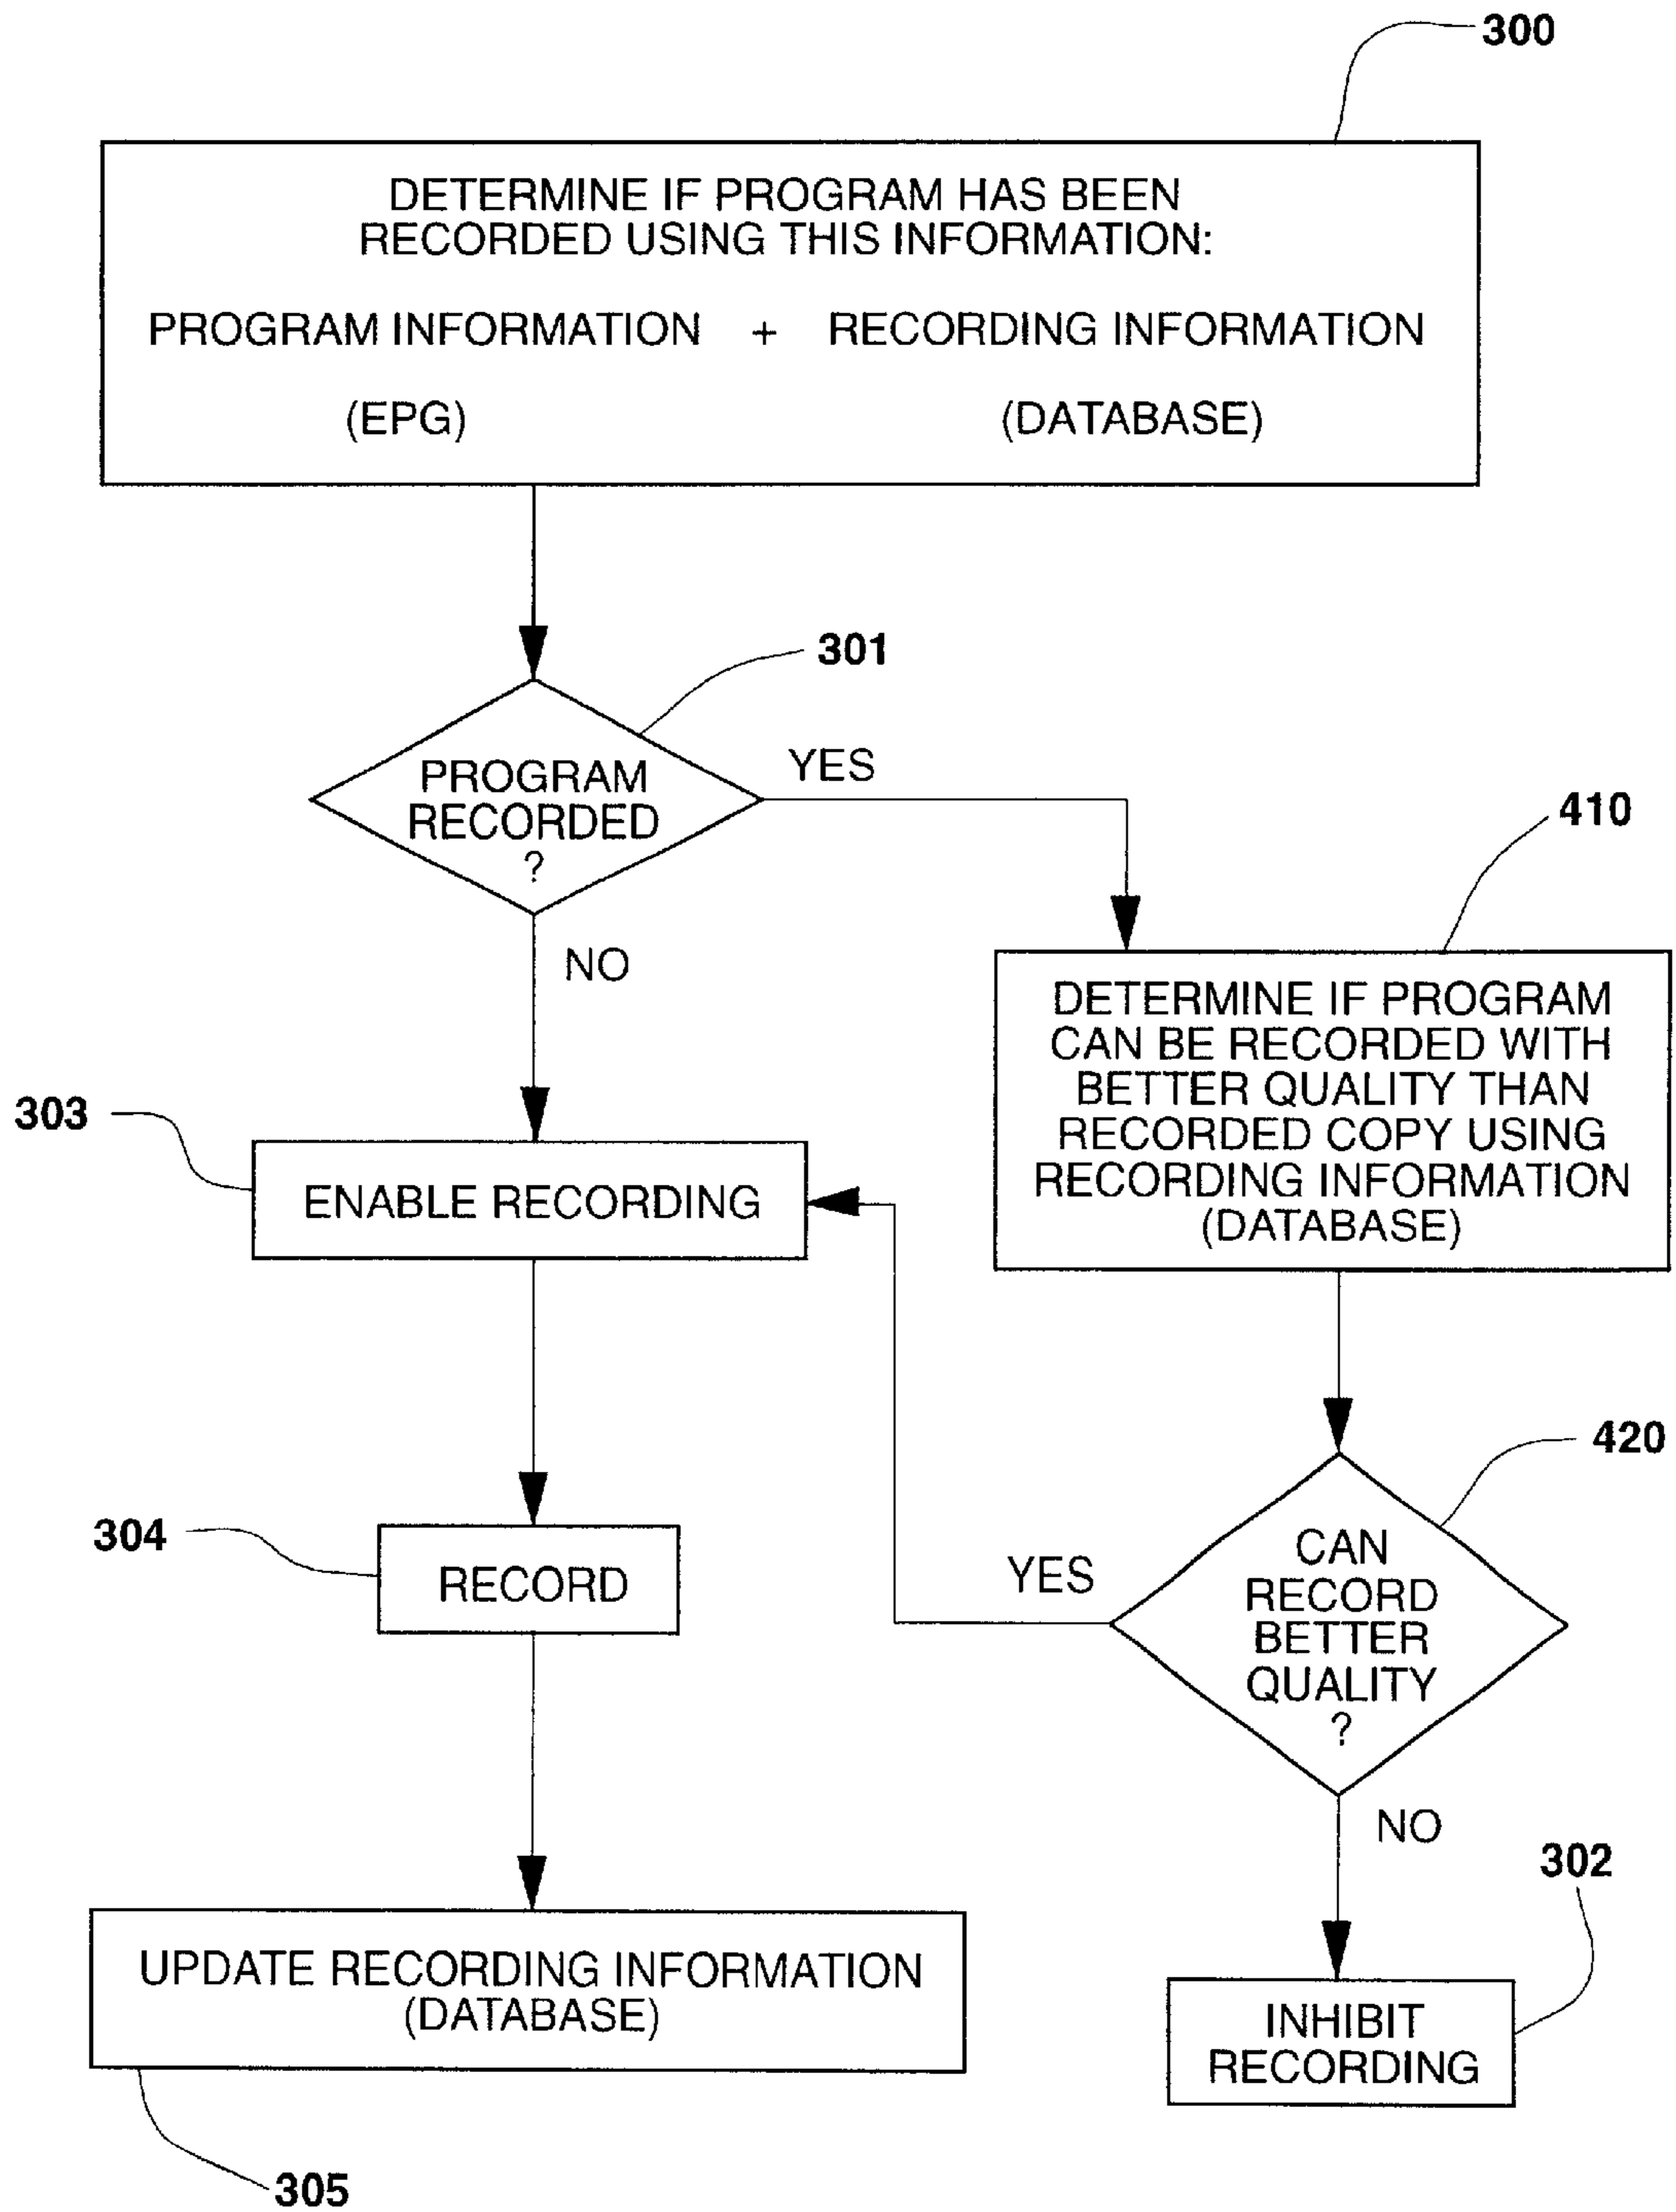 300
DETERMINE IF PROGRAM HAS BEEN
RECORDED USING THIS INFORMATION:
PROGRAM INFORMATION + RECORDING INFORMATION
(EPG) (DATABASE)
301
PROGRAM
RECORDED
?
YES
NO
410
DETERMINE IF PROGRAM
CAN BE RECORDED WITH
BETTER QUALITY THAN
RECORDED COPY USING
RECORDING INFORMATION
(DATABASE)
303
ENABLE RECORDING
420
CAN
RECORD
BETTER
QUALITY
?
YES
NO
304
RECORD
302
INHIBIT
RECORDING
UPDATE RECORDING INFORMATION
(DATABASE)
305